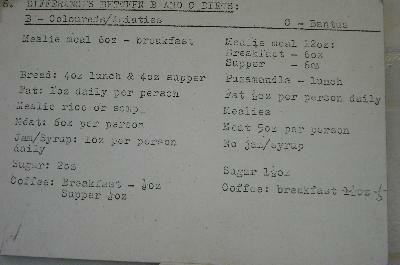 8. DIFFERENCES BETWEEN B AND C DIETS:
B - Coloureds/Asiatics C - Bantus
Mealie meal 6oz - breakfast Mealie meal 12oz:
Breakfast - 6oz
Supper - 6oz
Bread: 4oz lunch & 4oz supper Puzamandla - lunch
Fat: 1oz daily per person Fat ½oz per person daily
Mealie rice or samp Mealies
Meat: 6oz per person Meat 5oz per person
Jam/Syrup: 1oz per person No jam/syrup
daily
Sugar: 2oz Sugar 1½oz
Coffee: Breakfast - ¼oz Coffee: breakfast
Supper ¼oz